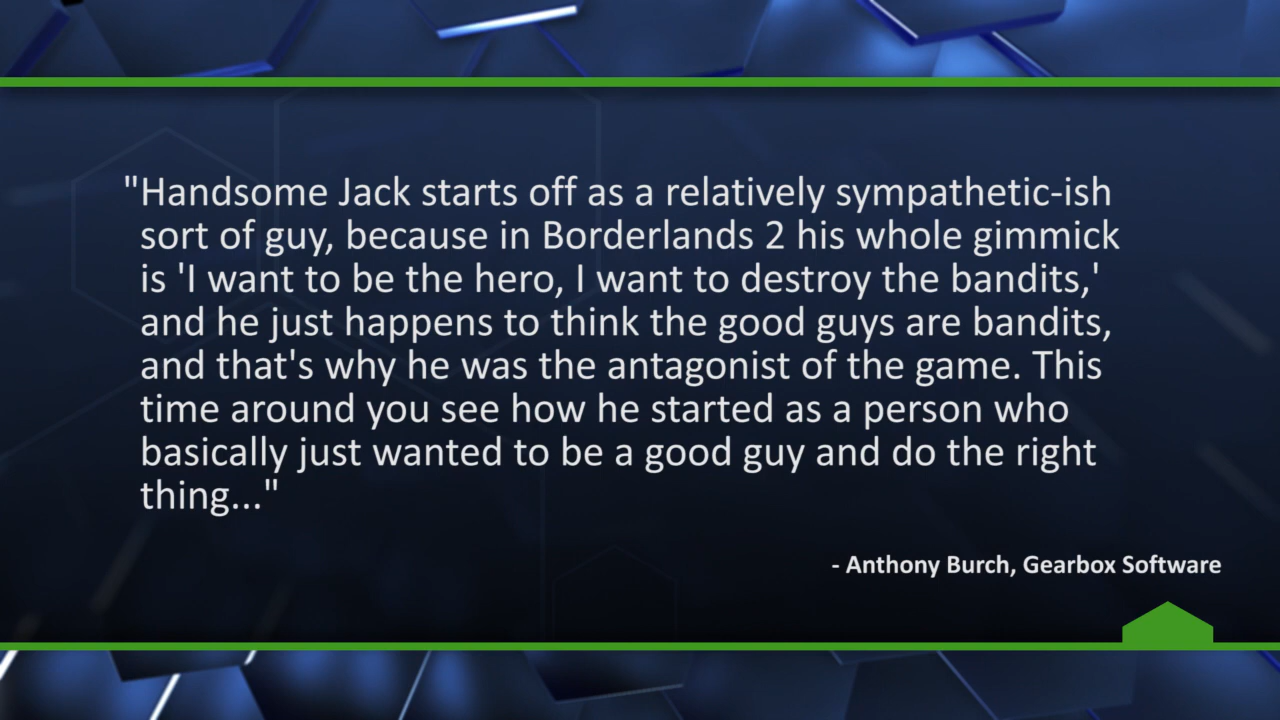 "Handsome Jack starts off as a relatively sympathetic-ish
sort of guy, because in Borderlands 2 his whole gimmick
is 'I want to be the hero, I want to destroy the bandits,'
and he just happens to think the good guys are bandits,
and that's why he was the antagonist of the game. This
time around you see how he started as a person who
basically just wanted to be a good guy and do the right
thing..."
- Anthony Burch, Gearbox Software